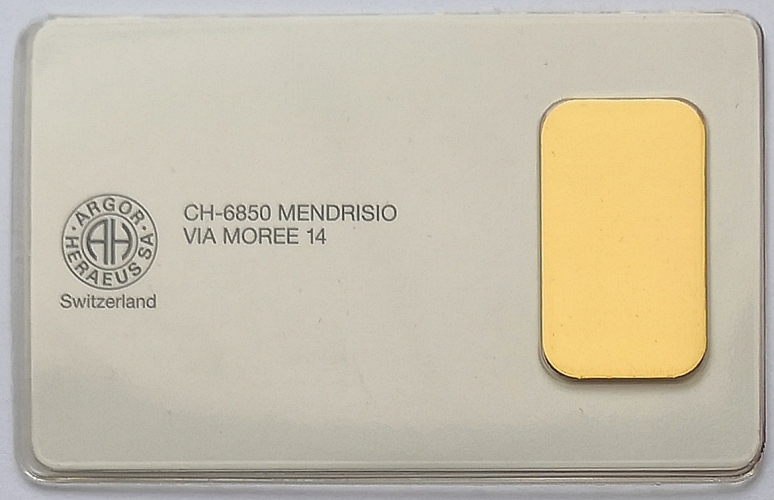 ·ARGOR·
HERAEUS SA
AH
Switzerland
CH-6850 MENDRISIO
VIA MOREE 14